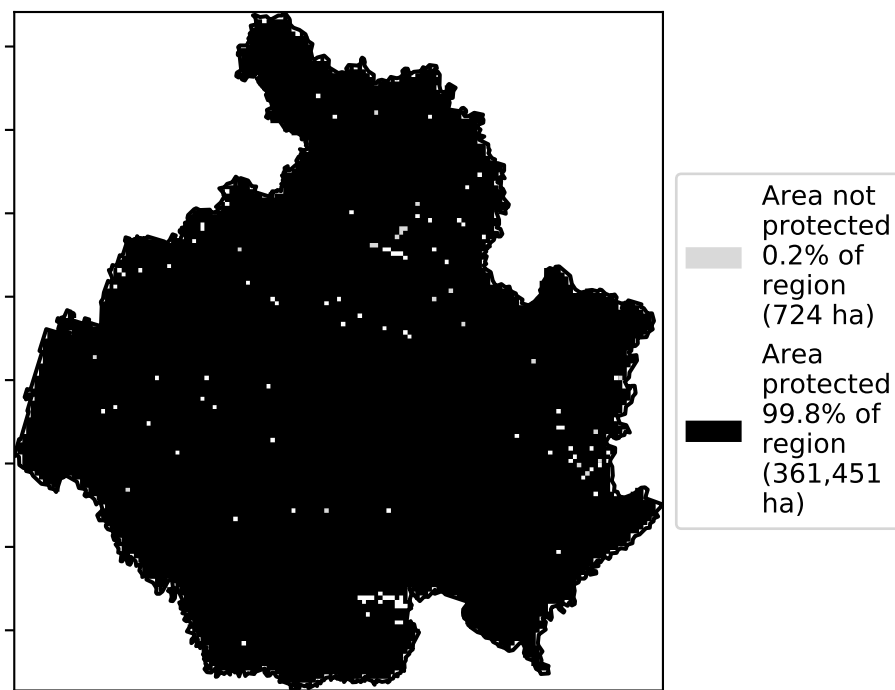 Area not
protected
0.2% of
region
(724 ha)
Area
protected
99.8% of
region
(361,451
ha)